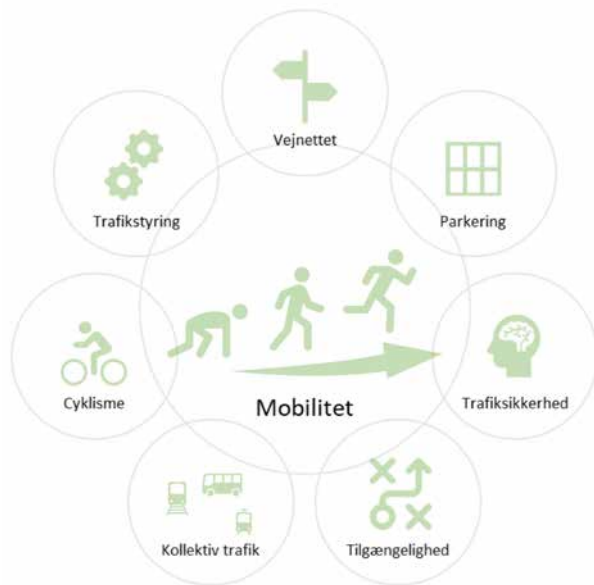 Vejnettet
Trafikstyring
Parkering
Cyklisme
Trafiksikkerhed
Mobilitet
Kollektiv trafik
Tilgængelighed